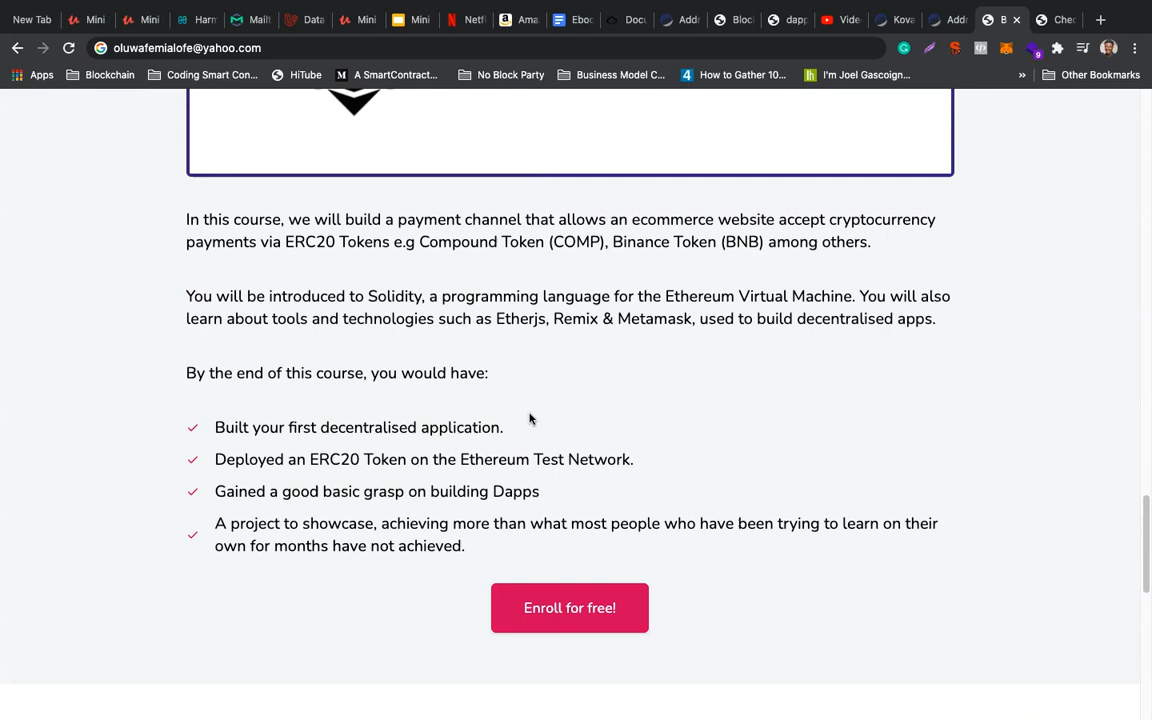 New Tab
Mini
Mini
Harm
Mailt
Data
Mini
Mini
Netf
Ama
Eboo
Docu
Addr
Bloc
dapp
Vide
Kova
Addr
B
Chec
oluwafemialofe@yahoo.com
9
Apps
Blockchain
Coding Smart Con...
HiTube
A SmartContract...
No Block Party
Business Model C...
How to Gather 10...
I'm Joel Gascoign...
»
Other Bookmarks
In this course, we will build a payment channel that allows an ecommerce website accept cryptocurrency
payments via ERC20 Tokens e.g Compound Token (COMP), Binance Token (BNB) among others.
You will be introduced to Solidity, a programming language for the Ethereum Virtual Machine. You will also
learn about tools and technologies such as Etherjs, Remix & Metamask, used to build decentralised apps.
By the end of this course, you would have:
Built your first decentralised application.
Deployed an ERC20 Token on the Ethereum Test Network.
Gained a good basic grasp on building Dapps
A project to showcase, achieving more than what most people who have been trying to learn on their
own for months have not achieved.
Enroll for free!